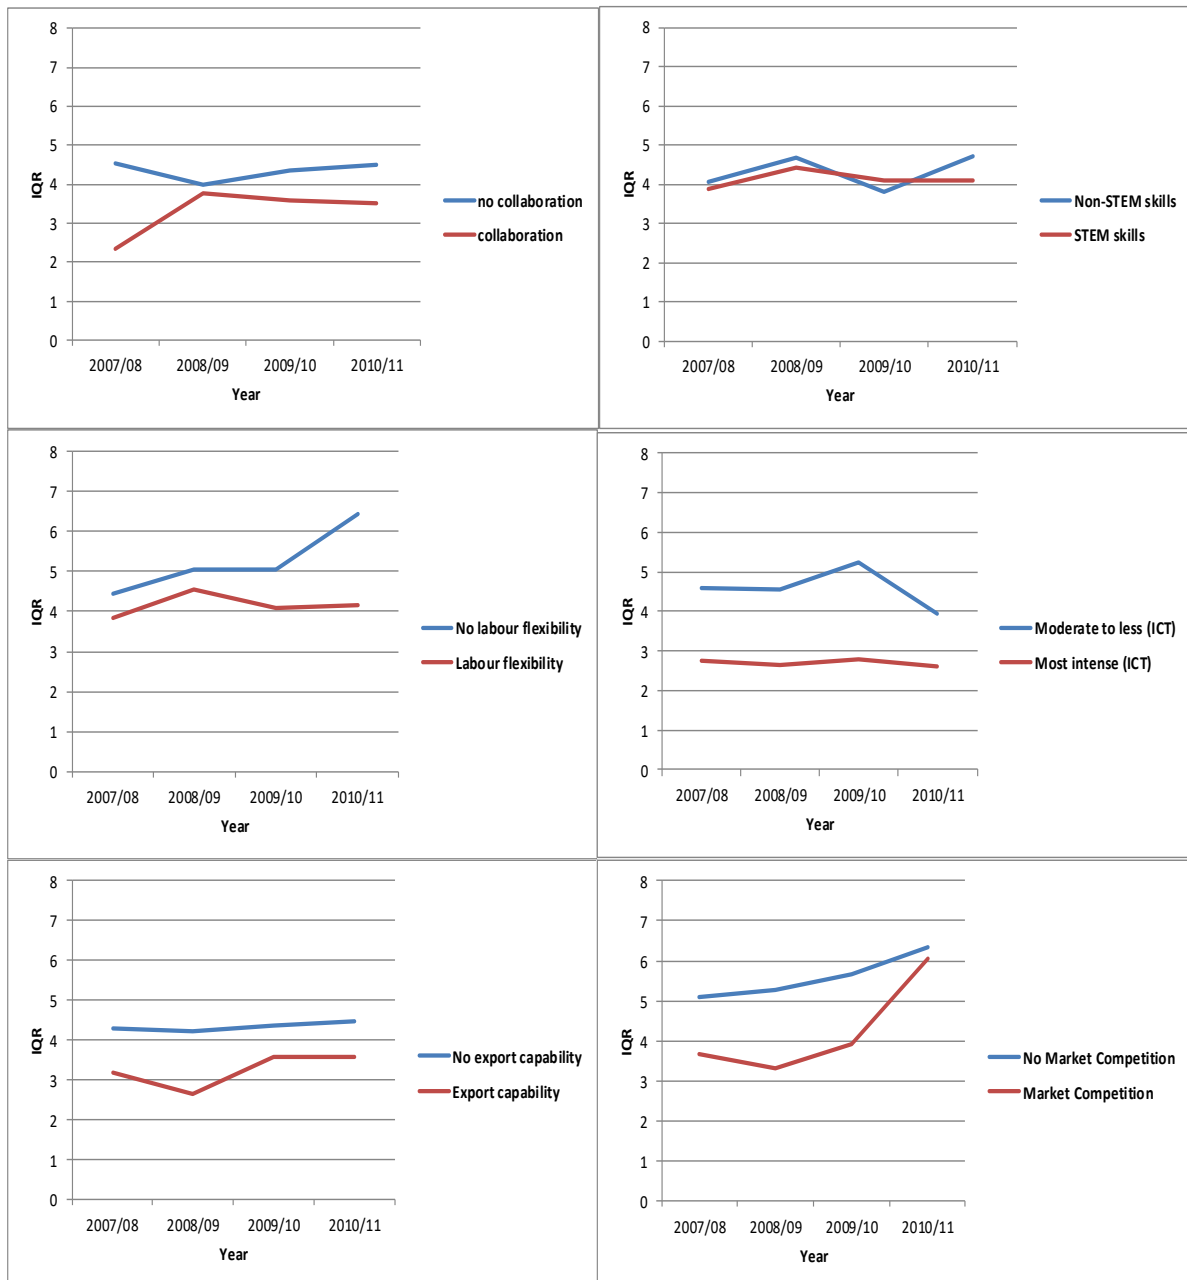 8
7
6
5
4
3
2
1
0
IQR
2007/08 2008/09 2009/10 2010/11
Year
no collaboration
collaboration
8
7
6
5
4
3
2
1
0
IQR
2007/08 2008/09 2009/10 2010/11
Year
Non-STEM skills
STEM skills
8
7
6
5
4
3
2
1
0
IQR
2007/08 2008/09 2009/10 2010/11
Year
No labour flexibility
Labour flexibility
8
7
6
5
4
3
2
1
0
IQR
2007/08 2008/09 2009/10 2010/11
Year
Moderate to less (ICT)
Most intense (ICT)
8
7
6
5
4
3
2
1
0
IQR
2007/08 2008/09 2009/10 2010/11
Year
No export capability
Export capability
8
7
6
5
4
3
2
1
0
IQR
2007/08 2008/09 2009/10 2010/11
Year
No Market Competition
Market Competition